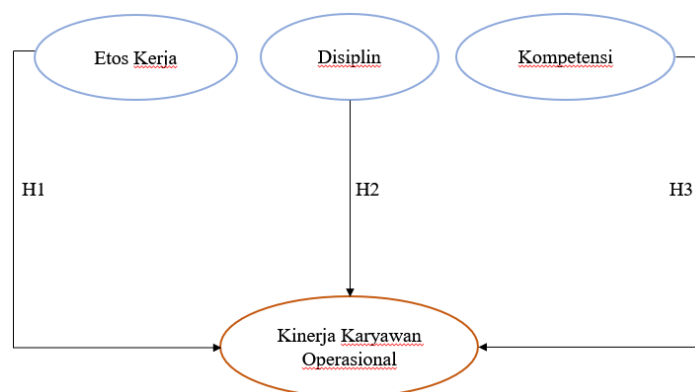 Etos Kerja
Disiplin
Kompetensi
H1
H2
H3
Kinerja Karyawan
Operasional